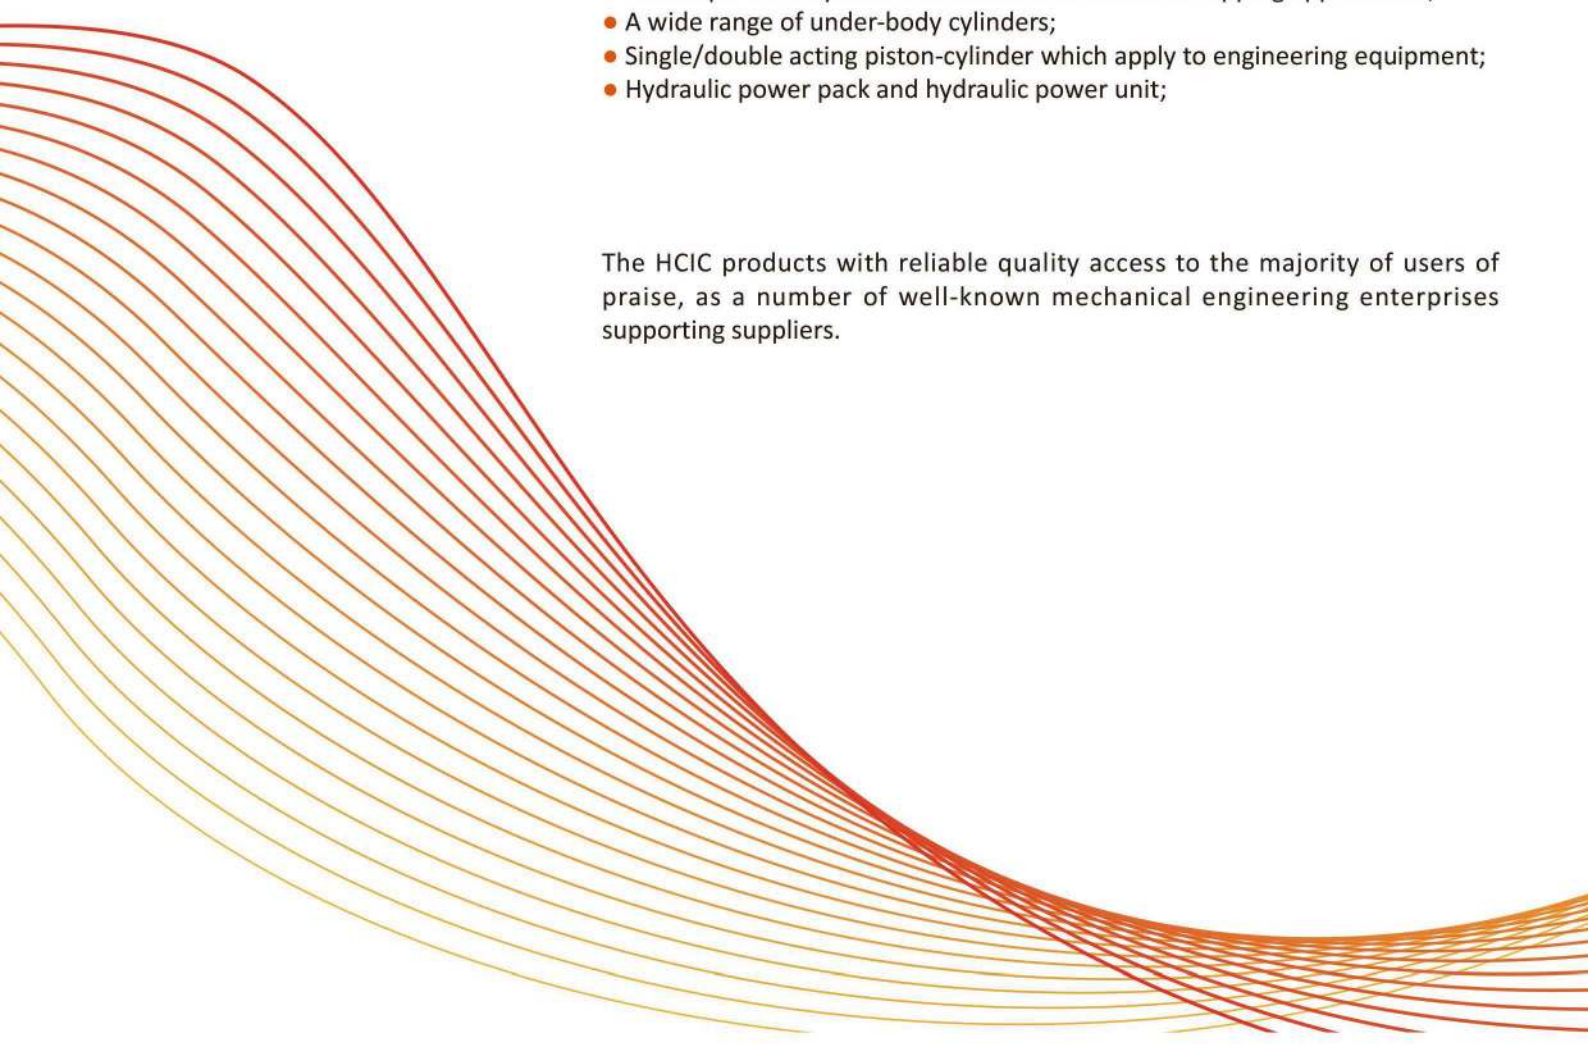 ● A wide range of under-body cylinders;
● Single/double acting piston-cylinder which apply to engineering equipment;
● Hydraulic power pack and hydraulic power unit;
The HCIC products with reliable quality access to the majority of users of
praise, as a number of well-known mechanical engineering enterprises
supporting suppliers.